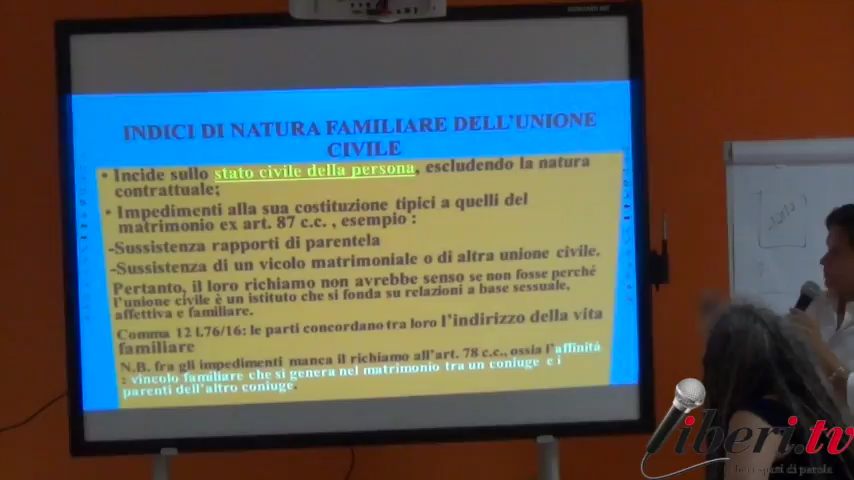 INDICI DI NATURA FAMILIARE DELL'UNIONE
CIVILE
• Incide sullo stato civile della persona, escludendo la natura
contrattuale;
• Impedimenti alla sua costituzione tipici a quelli del
matrimonio ex art. 87 c.c. , esempio :
-Sussistenza rapporti di parentela
-Sussistenza di un vicolo matrimoniale o di altra unione civile.
Pertanto, il loro richiamo non avrebbe senso se non fosse perché
l'unione civile è un istituto che si fonda su relazioni a base sessuale,
affettiva e familiare.
Comma 12 l.76/16: le parti concordano tra loro l'indirizzo della vita
familiare
N.B. fra gli impedimenti manca il richiamo all'art. 78 c.c., ossia l'affinità
: vincolo familiare che si genera nel matrimonio tra un coniuge e i
parenti dell'altro coniuge.
liberi.tv
liberi spazi di parola